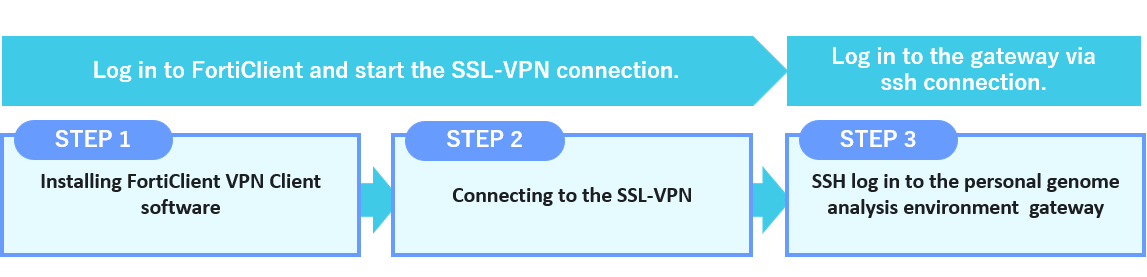 Log in to FortiClient and start the SSL-VPN connection.
Log in to the gateway via
ssh connection.
STEP 1
Installing FortiClient VPN Client
software
STEP 2
Connecting to the SSL-VPN
STEP 3
SSH log in to the personal genome
analysis environment  gateway